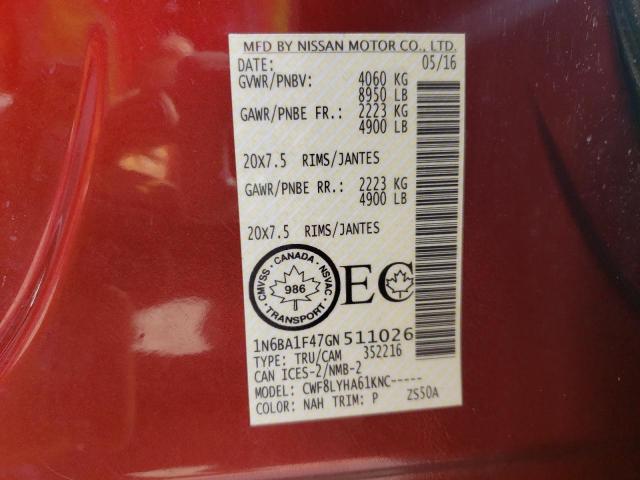 MFD BY NISSAN MOTOR CO., LTD.
DATE: 05/16
GVWR/PNBV: 4060 KG
8950 LB
GAWR/PNBE FR.: 2223 KG
4900 LB
20X7.5 RIMS/JANTES
GAWR/PNBE RR.: 2223 KG
4900 LB
20X7.5 RIMS/JANTES
CMVSS · CANADA · NSVAC · TRANSPORT ·
986
EC
1N6BA1F47GN511026
TYPE: TRU/CAM 352216
CAN ICES-2/NMB-2
MODEL: CWF8LYHA61KNC-----
COLOR: NAH TRIM: P ZS50A